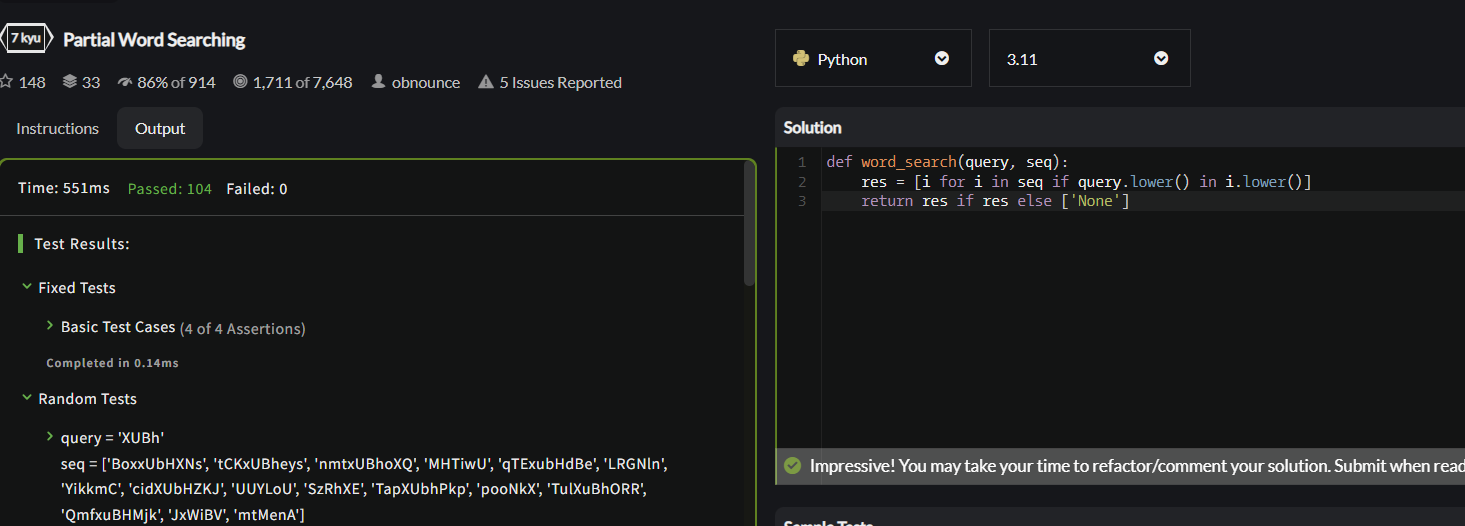 7 kyu Partial Word Searching
148 33 86% of 914 1,711 of 7,648 obnounce 5 Issues Reported
Instructions Output
Time: 551ms Passed: 104 Failed: 0
Test Results:
Fixed Tests
Basic Test Cases (4 of 4 Assertions)
Completed in 0.14ms
Random Tests
query = 'XUBh'
seq = ['BoxxUbHXNs', 'tCKxUBheys', 'nmtxUBhoXQ', 'MHTiwU', 'qTExubHdBe', 'LRGNln',
'YikkmC', 'cidXUbHZKJ', 'UUYLoU', 'SzRhXE', 'TapXUbhPkp', 'pooNkX', 'TulXuBhORR',
'QmfxuBHMjk', 'JxWiBV', 'mtMenA']
Python 3.11
Solution
1 def word_search(query, seq):
2 res = [i for i in seq if query.lower() in i.lower()]
3 return res if res else ['None']
Impressive! You may take your time to refactor/comment your solution. Submit when read
Sample Tests